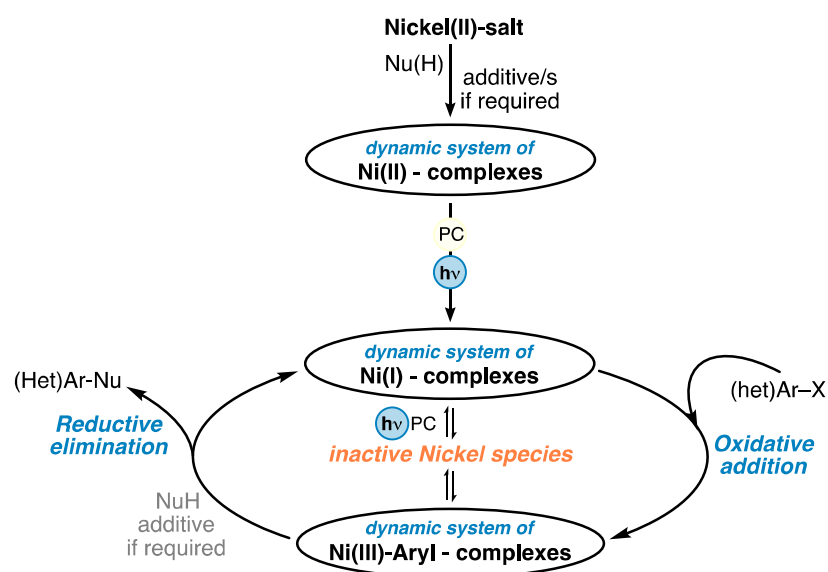 Nickel(II)-salt
Nu(H)
additive/s
if required
dynamic system of
Ni(II) - complexes
PC
hν
dynamic system of
Ni(I) - complexes
(Het)Ar-Nu
(het)Ar–X
Reductive
elimination
hν PC
Oxidative
addition
inactive Nickel species
NuH
additive
if required
dynamic system of
Ni(III)-Aryl - complexes